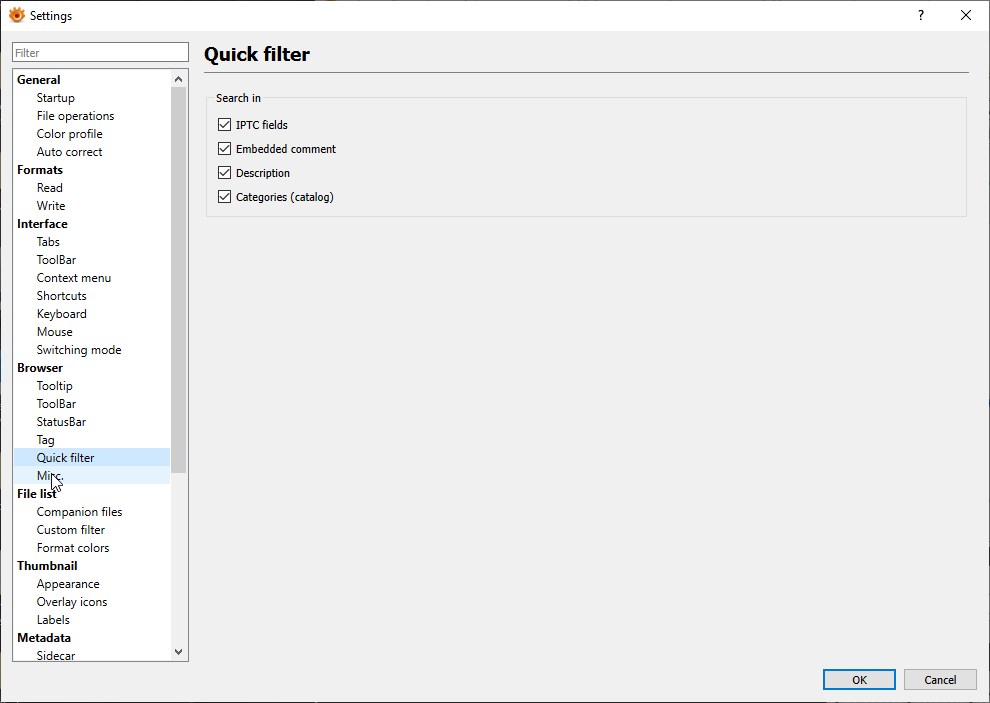 Settings
?
Filter
General
Startup
File operations
Color profile
Auto correct
Formats
Read
Write
Interface
Tabs
ToolBar
Context menu
Shortcuts
Keyboard
Mouse
Switching mode
Browser
Tooltip
ToolBar
StatusBar
Tag
Quick filter
Misc.
File list
Companion files
Custom filter
Format colors
Thumbnail
Appearance
Overlay icons
Labels
Metadata
Sidecar
Quick filter
Search in
IPTC fields
Embedded comment
Description
Categories (catalog)
OK
Cancel